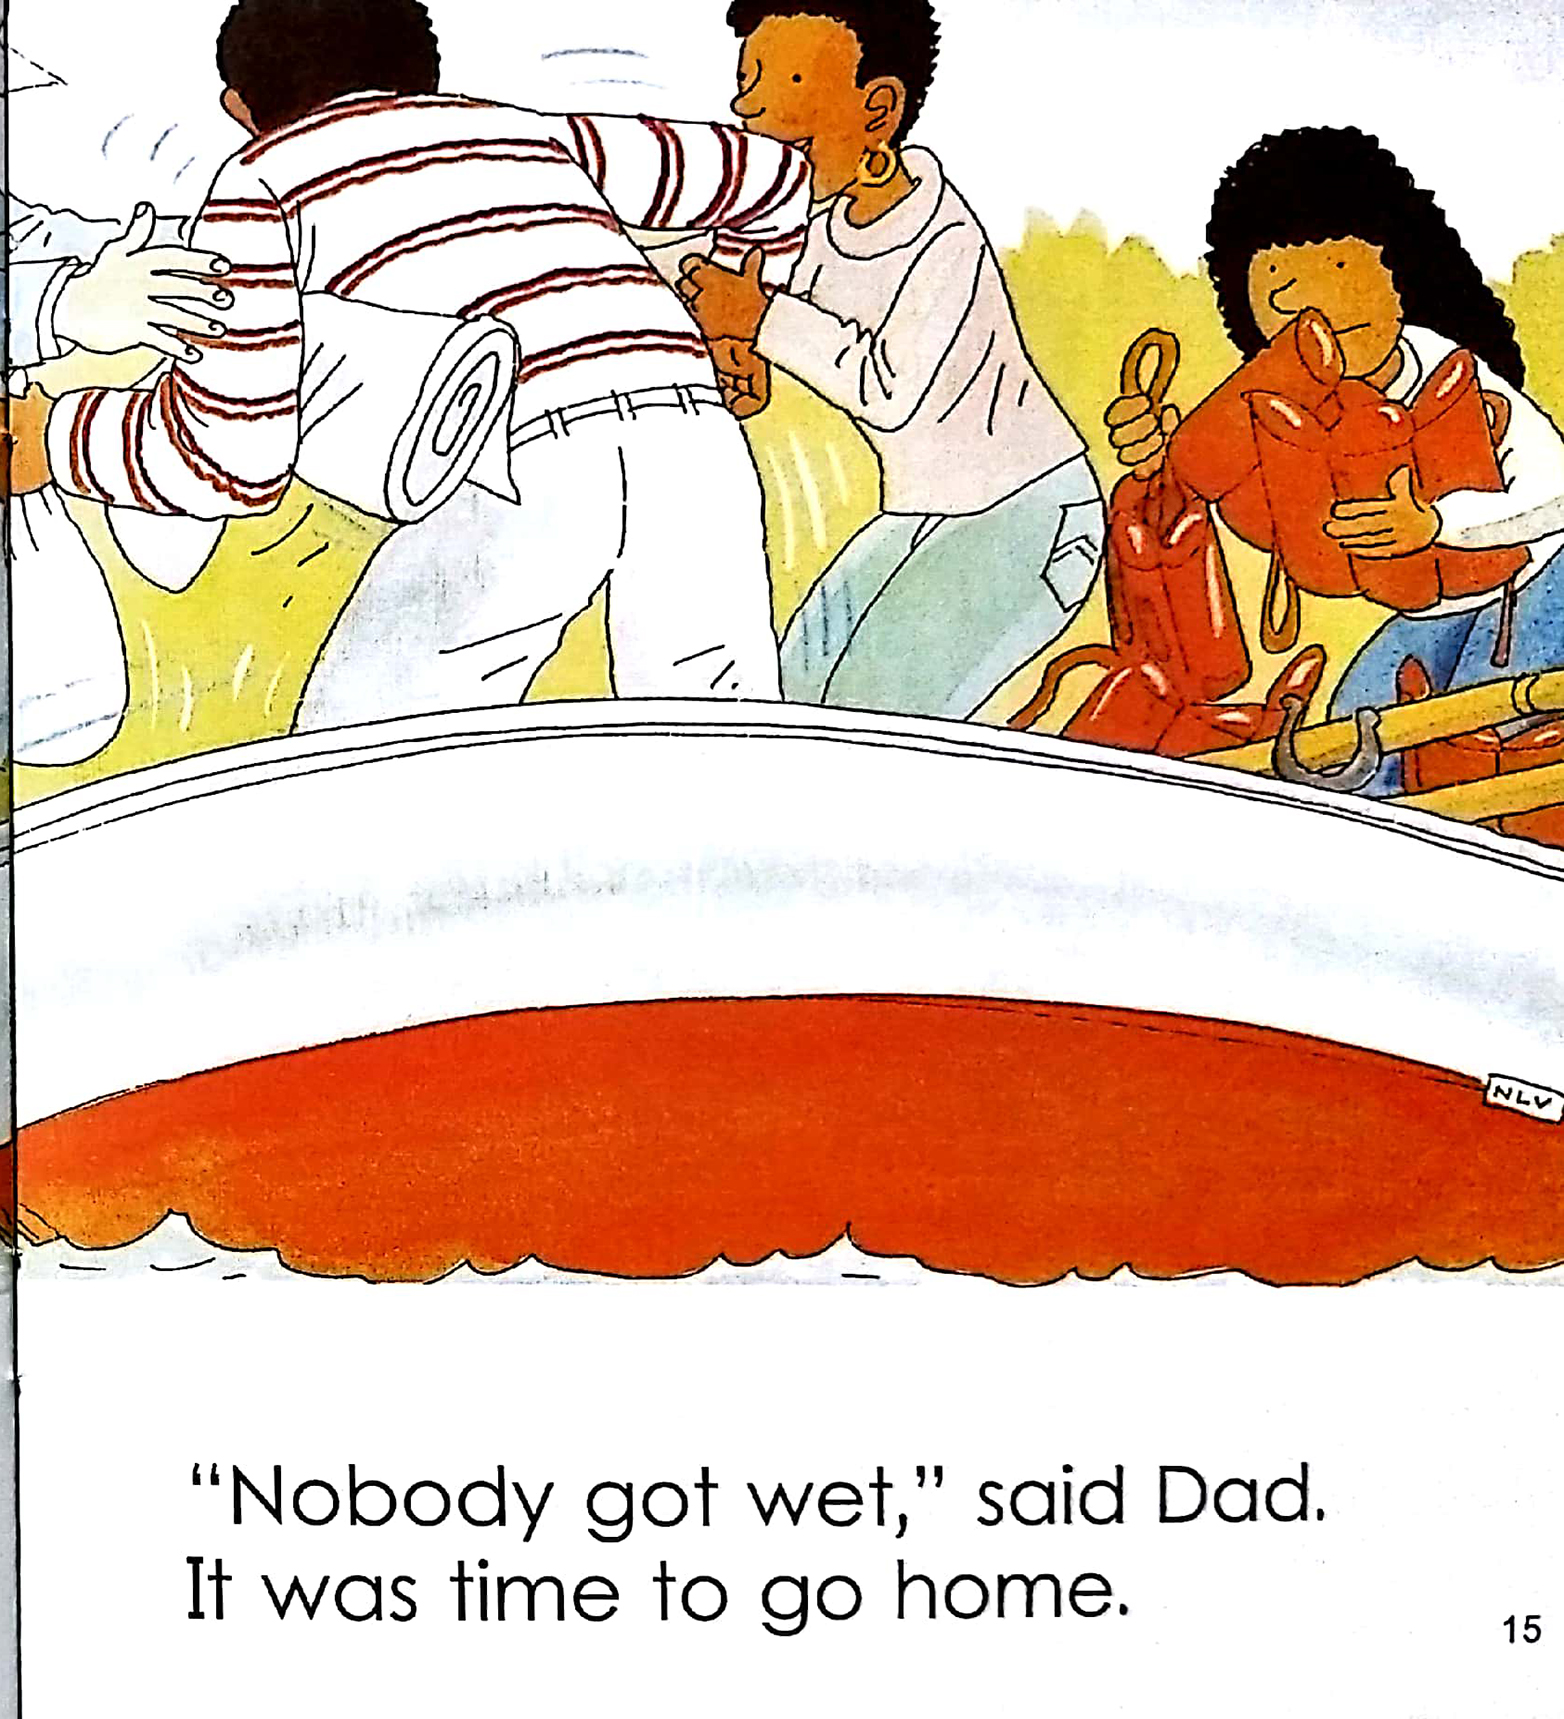 NLV
“Nobody got wet,” said Dad.
It was time to go home.
15